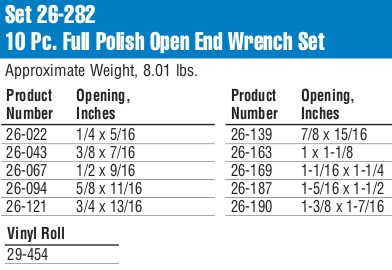 Set 26-282
10 Pc. Full Polish Open End Wrench Set
Approximate Weight, 8.01 lbs.
Product Number Opening, Inches
26-022 1/4 x 5/16
26-043 3/8 x 7/16
26-067 1/2 x 9/16
26-094 5/8 x 11/16
26-121 3/4 x 13/16
Product Number Opening, Inches
26-139 7/8 x 15/16
26-163 1 x 1-1/8
26-169 1-1/16 x 1-1/4
26-187 1-5/16 x 1-1/2
26-190 1-3/8 x 1-7/16
Vinyl Roll
29-454